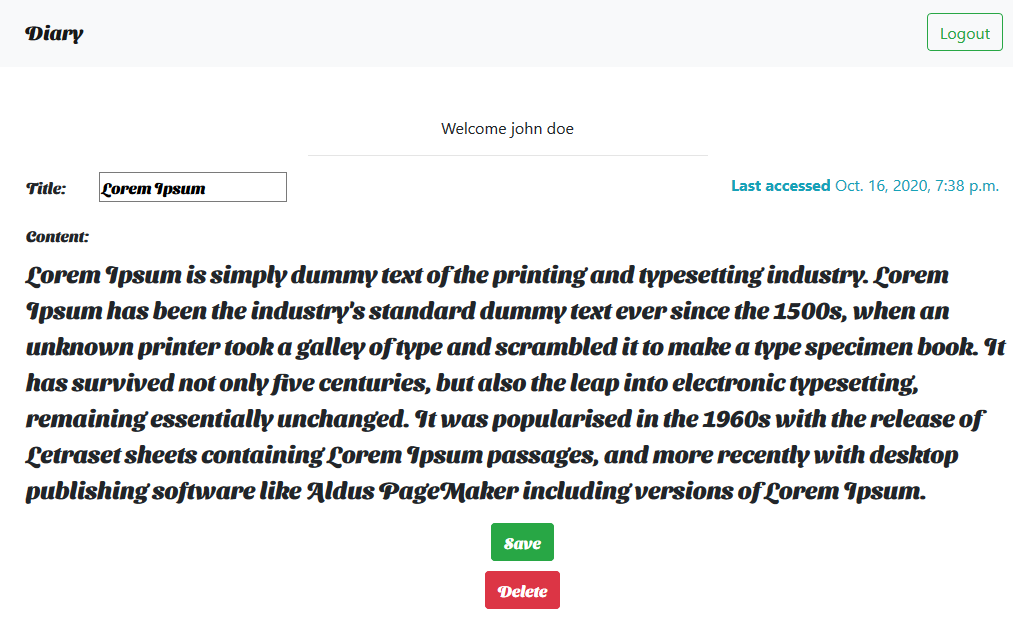 Diary
Logout
Welcome john doe
Title: Lorem Ipsum
Last accessed Oct. 16, 2020, 7:38 p.m.
Content:
Lorem Ipsum is simply dummy text of the printing and typesetting industry. Lorem
Ipsum has been the industry's standard dummy text ever since the 1500s, when an
unknown printer took a galley of type and scrambled it to make a type specimen book. It
has survived not only five centuries, but also the leap into electronic typesetting,
remaining essentially unchanged. It was popularised in the 1960s with the release of
Letraset sheets containing Lorem Ipsum passages, and more recently with desktop
publishing software like Aldus PageMaker including versions of Lorem Ipsum.
Save
Delete